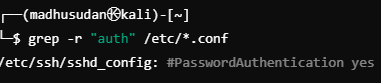 ┌──(madhusudan㉿kali)-[~]
└─$ grep -r "auth" /etc/*.conf
/etc/ssh/sshd_config: #PasswordAuthentication yes